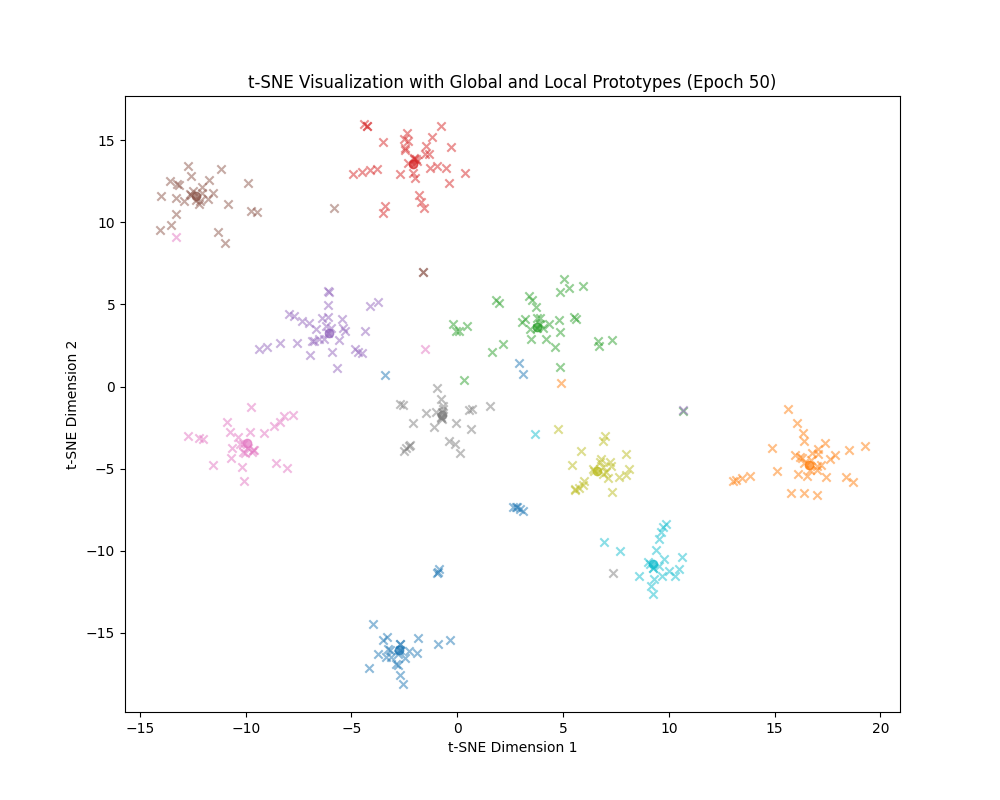 t-SNE Visualization with Global and Local Prototypes (Epoch 50)
15
10
5
0
−5
−10
−15
t-SNE Dimension 2
−15 −10 −5 0 5 10 15 20
t-SNE Dimension 1